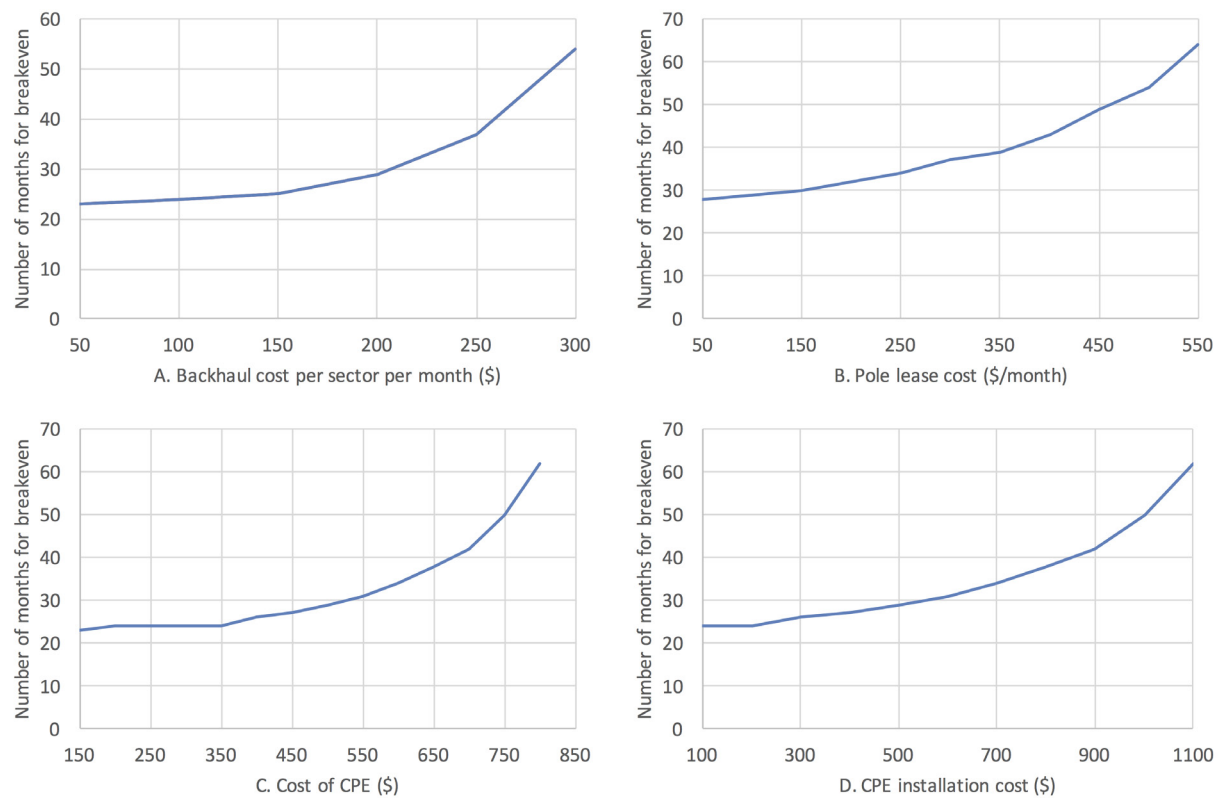 Number of months for breakeven
60
50
40
30
20
10
0
50 100 150 200 250 300
A. Backhaul cost per sector per month ($)
Number of months for breakeven
70
60
50
40
30
20
10
0
50 150 250 350 450 550
B. Pole lease cost ($/month)
Number of months for breakeven
70
60
50
40
30
20
10
0
150 250 350 450 550 650 750 850
C. Cost of CPE ($)
Number of months for breakeven
70
60
50
40
30
20
10
0
100 300 500 700 900 1100
D. CPE installation cost ($)